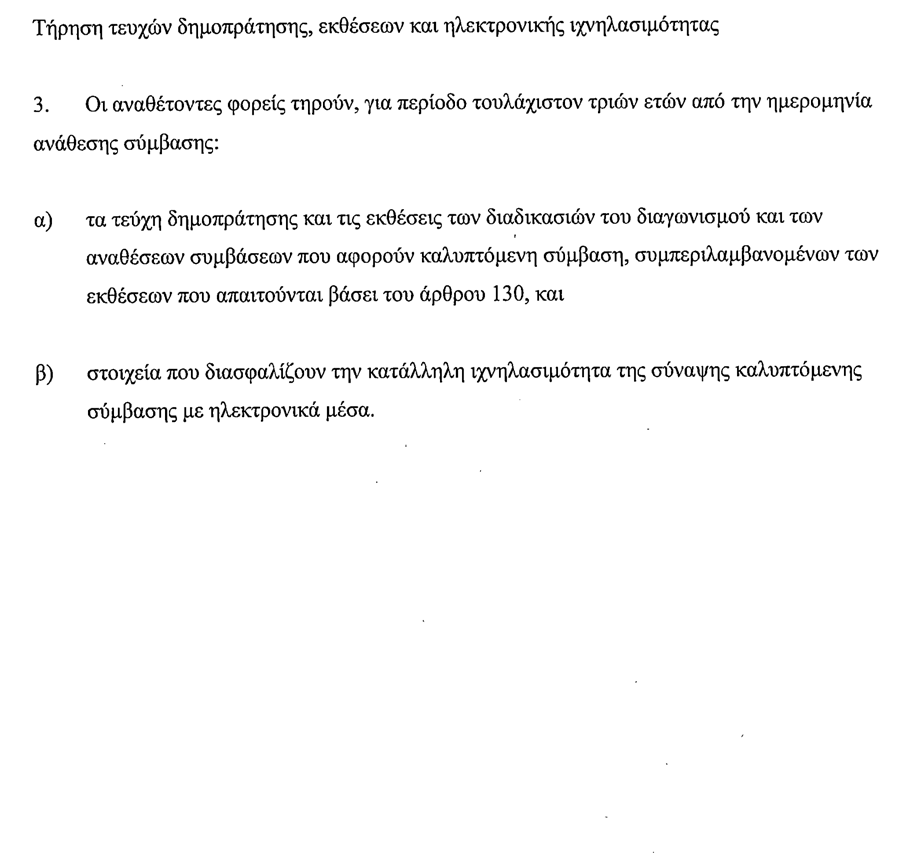 Τήρηση τευχών δημοπράτησης, εκθέσεων και ηλεκτρονικής ιχνηλασιμότητας
3. Οι αναθέτοντες φορείς τηρούν, για περίοδο τουλάχιστον τριών ετών από την ημερομηνία
ανάθεσης σύμβασης:
α) τα τεύχη δημοπράτησης και τις εκθέσεις των διαδικασιών του διαγωνισμού και των
αναθέσεων συμβάσεων που αφορούν καλυπτόμενη σύμβαση, συμπεριλαμβανομένων των
εκθέσεων που απαιτούνται βάσει του άρθρου 130, και
β) στοιχεία που διασφαλίζουν την κατάλληλη ιχνηλασιμότητα της σύναψης καλυπτόμενης
σύμβασης με ηλεκτρονικά μέσα.